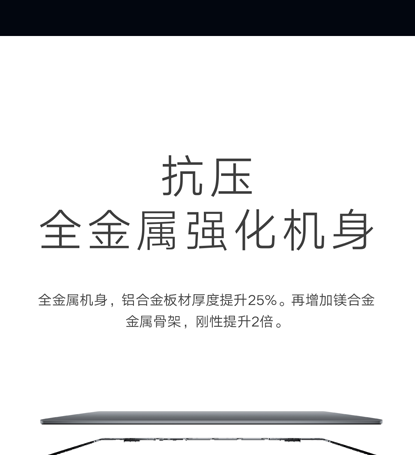 抗压
全金属强化机身
全金属机身，铝合金板材厚度提升25%。再增加镁合金
金属骨架，刚性提升2倍。